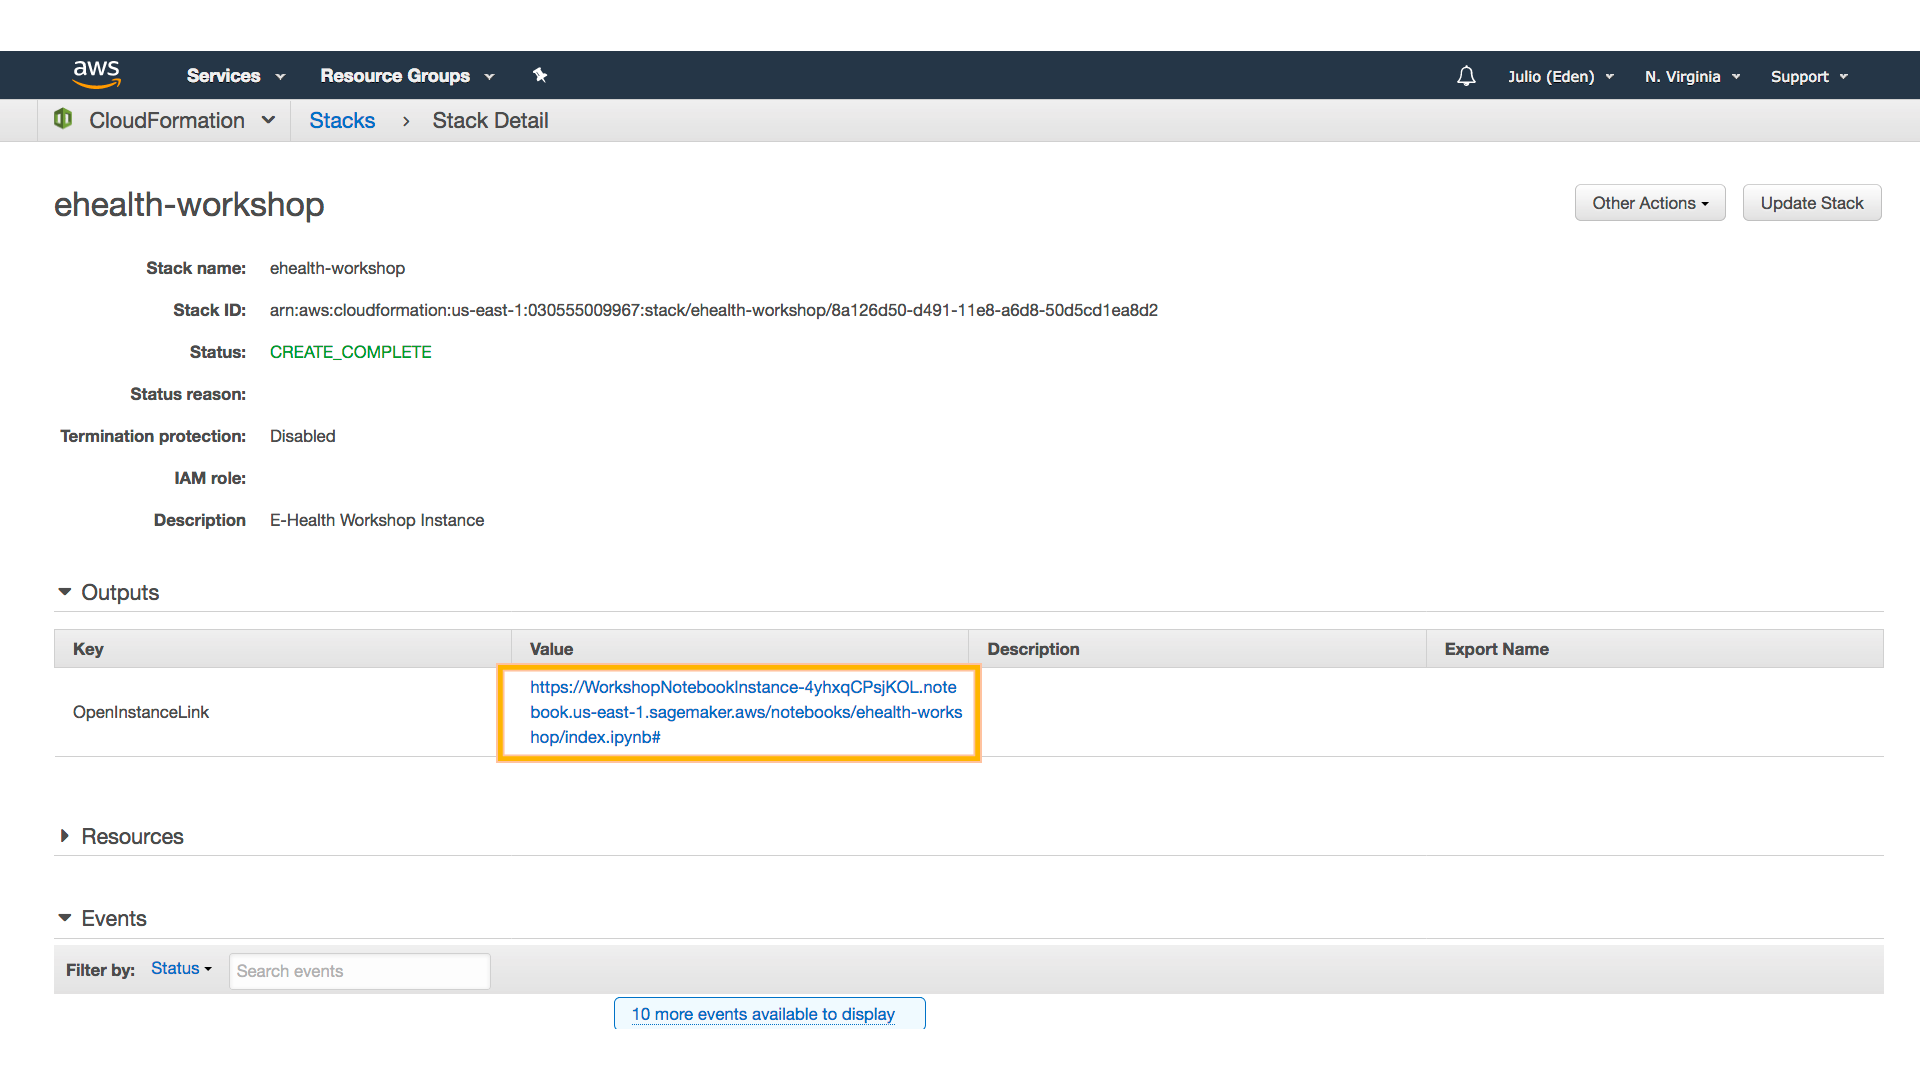 aws Services Resource Groups Julio (Eden) N. Virginia Support
CloudFormation Stacks › Stack Detail
ehealth-workshop Other Actions Update Stack
Stack name: ehealth-workshop
Stack ID: arn:aws:cloudformation:us-east-1:030555009967:stack/ehealth-workshop/8a126d50-d491-11e8-a6d8-50d5cd1ea8d2
Status: CREATE_COMPLETE
Status reason:
Termination protection: Disabled
IAM role:
Description E-Health Workshop Instance
Outputs
Key Value Description Export Name
OpenInstanceLink
https://WorkshopNotebookInstance-4yhxqCPsjKOL.note
book.us-east-1.sagemaker.aws/notebooks/ehealth-works
hop/index.ipynb#
Resources
Events
Filter by: Status Search events
10 more events available to display